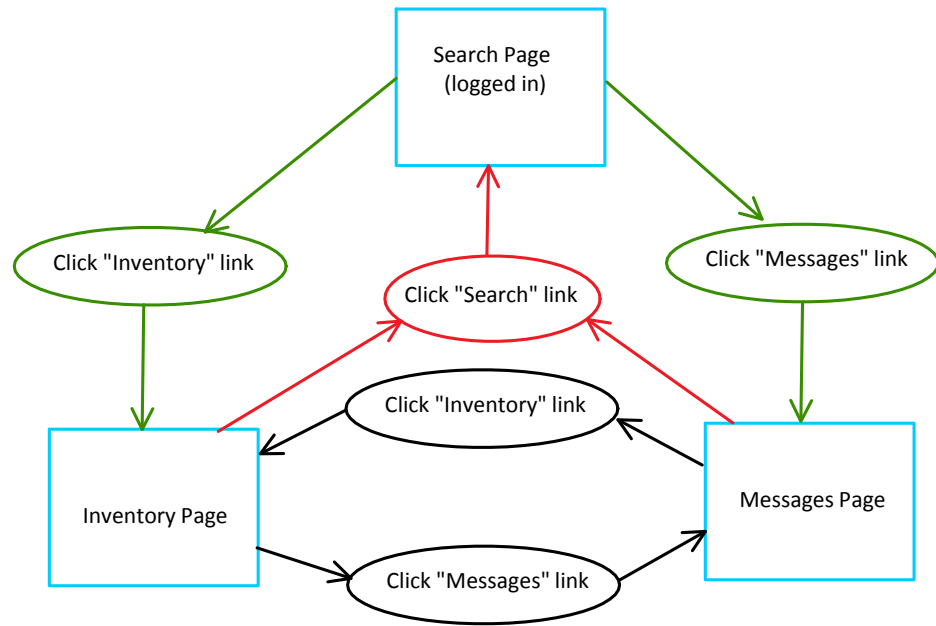 Search Page
(logged in)
Click "Inventory" link
Click "Messages" link
Click "Search" link
Click "Inventory" link
Inventory Page
Messages Page
Click "Messages" link